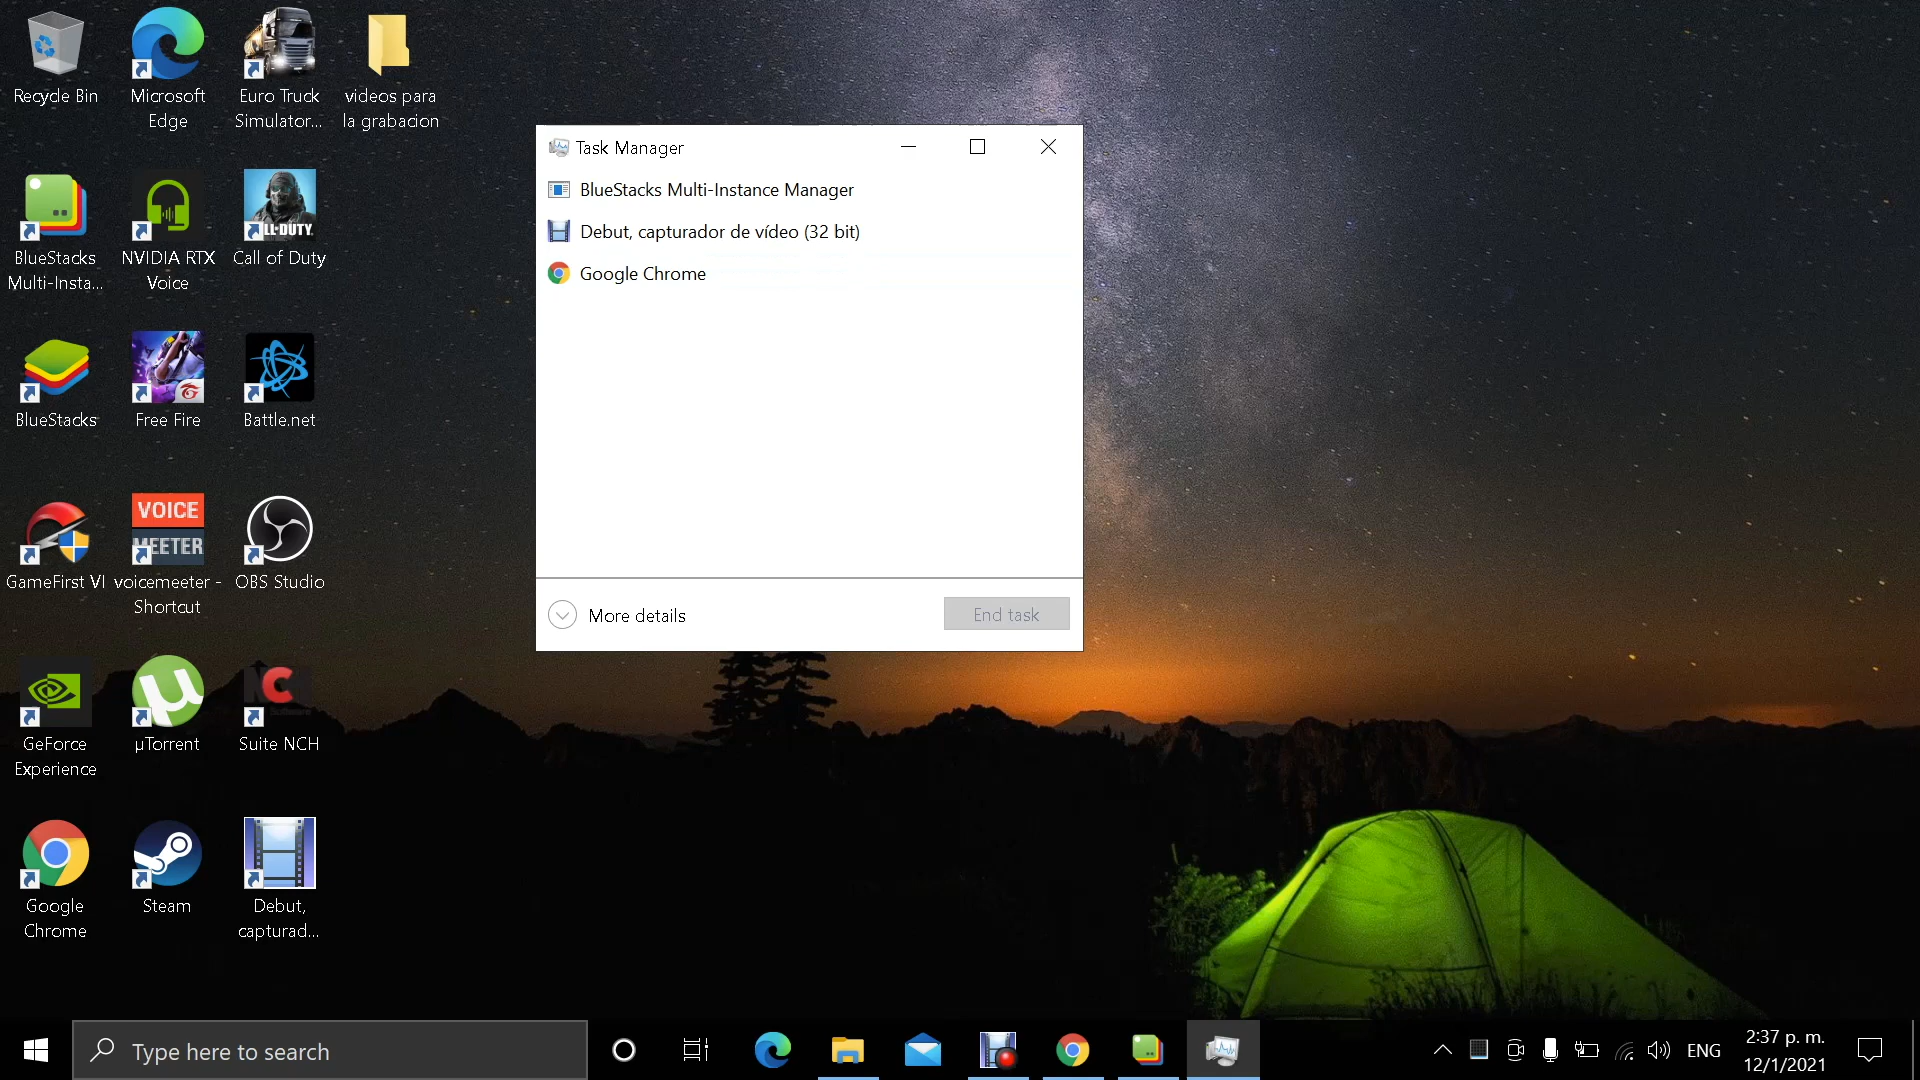 Recycle Bin
Microsoft
Edge
Euro Truck
Simulator...
videos para
la grabacion
BlueStacks
Multi-Insta...
NVIDIA RTX
Voice
LL-DUTY.
Call of Duty
BlueStacks
Free Fire
Battle.net
GameFirst VI
VOICE
MEETER
voicemeeter -
Shortcut
OBS Studio
GeForce
Experience
µTorrent
NC
Suite NCH
Google
Chrome
Steam
Debut,
capturad...
Task Manager
BlueStacks Multi-Instance Manager
Debut, capturador de vídeo (32 bit)
Google Chrome
More details
End task
Type here to search
ENG
2:37 p. m.
12/1/2021